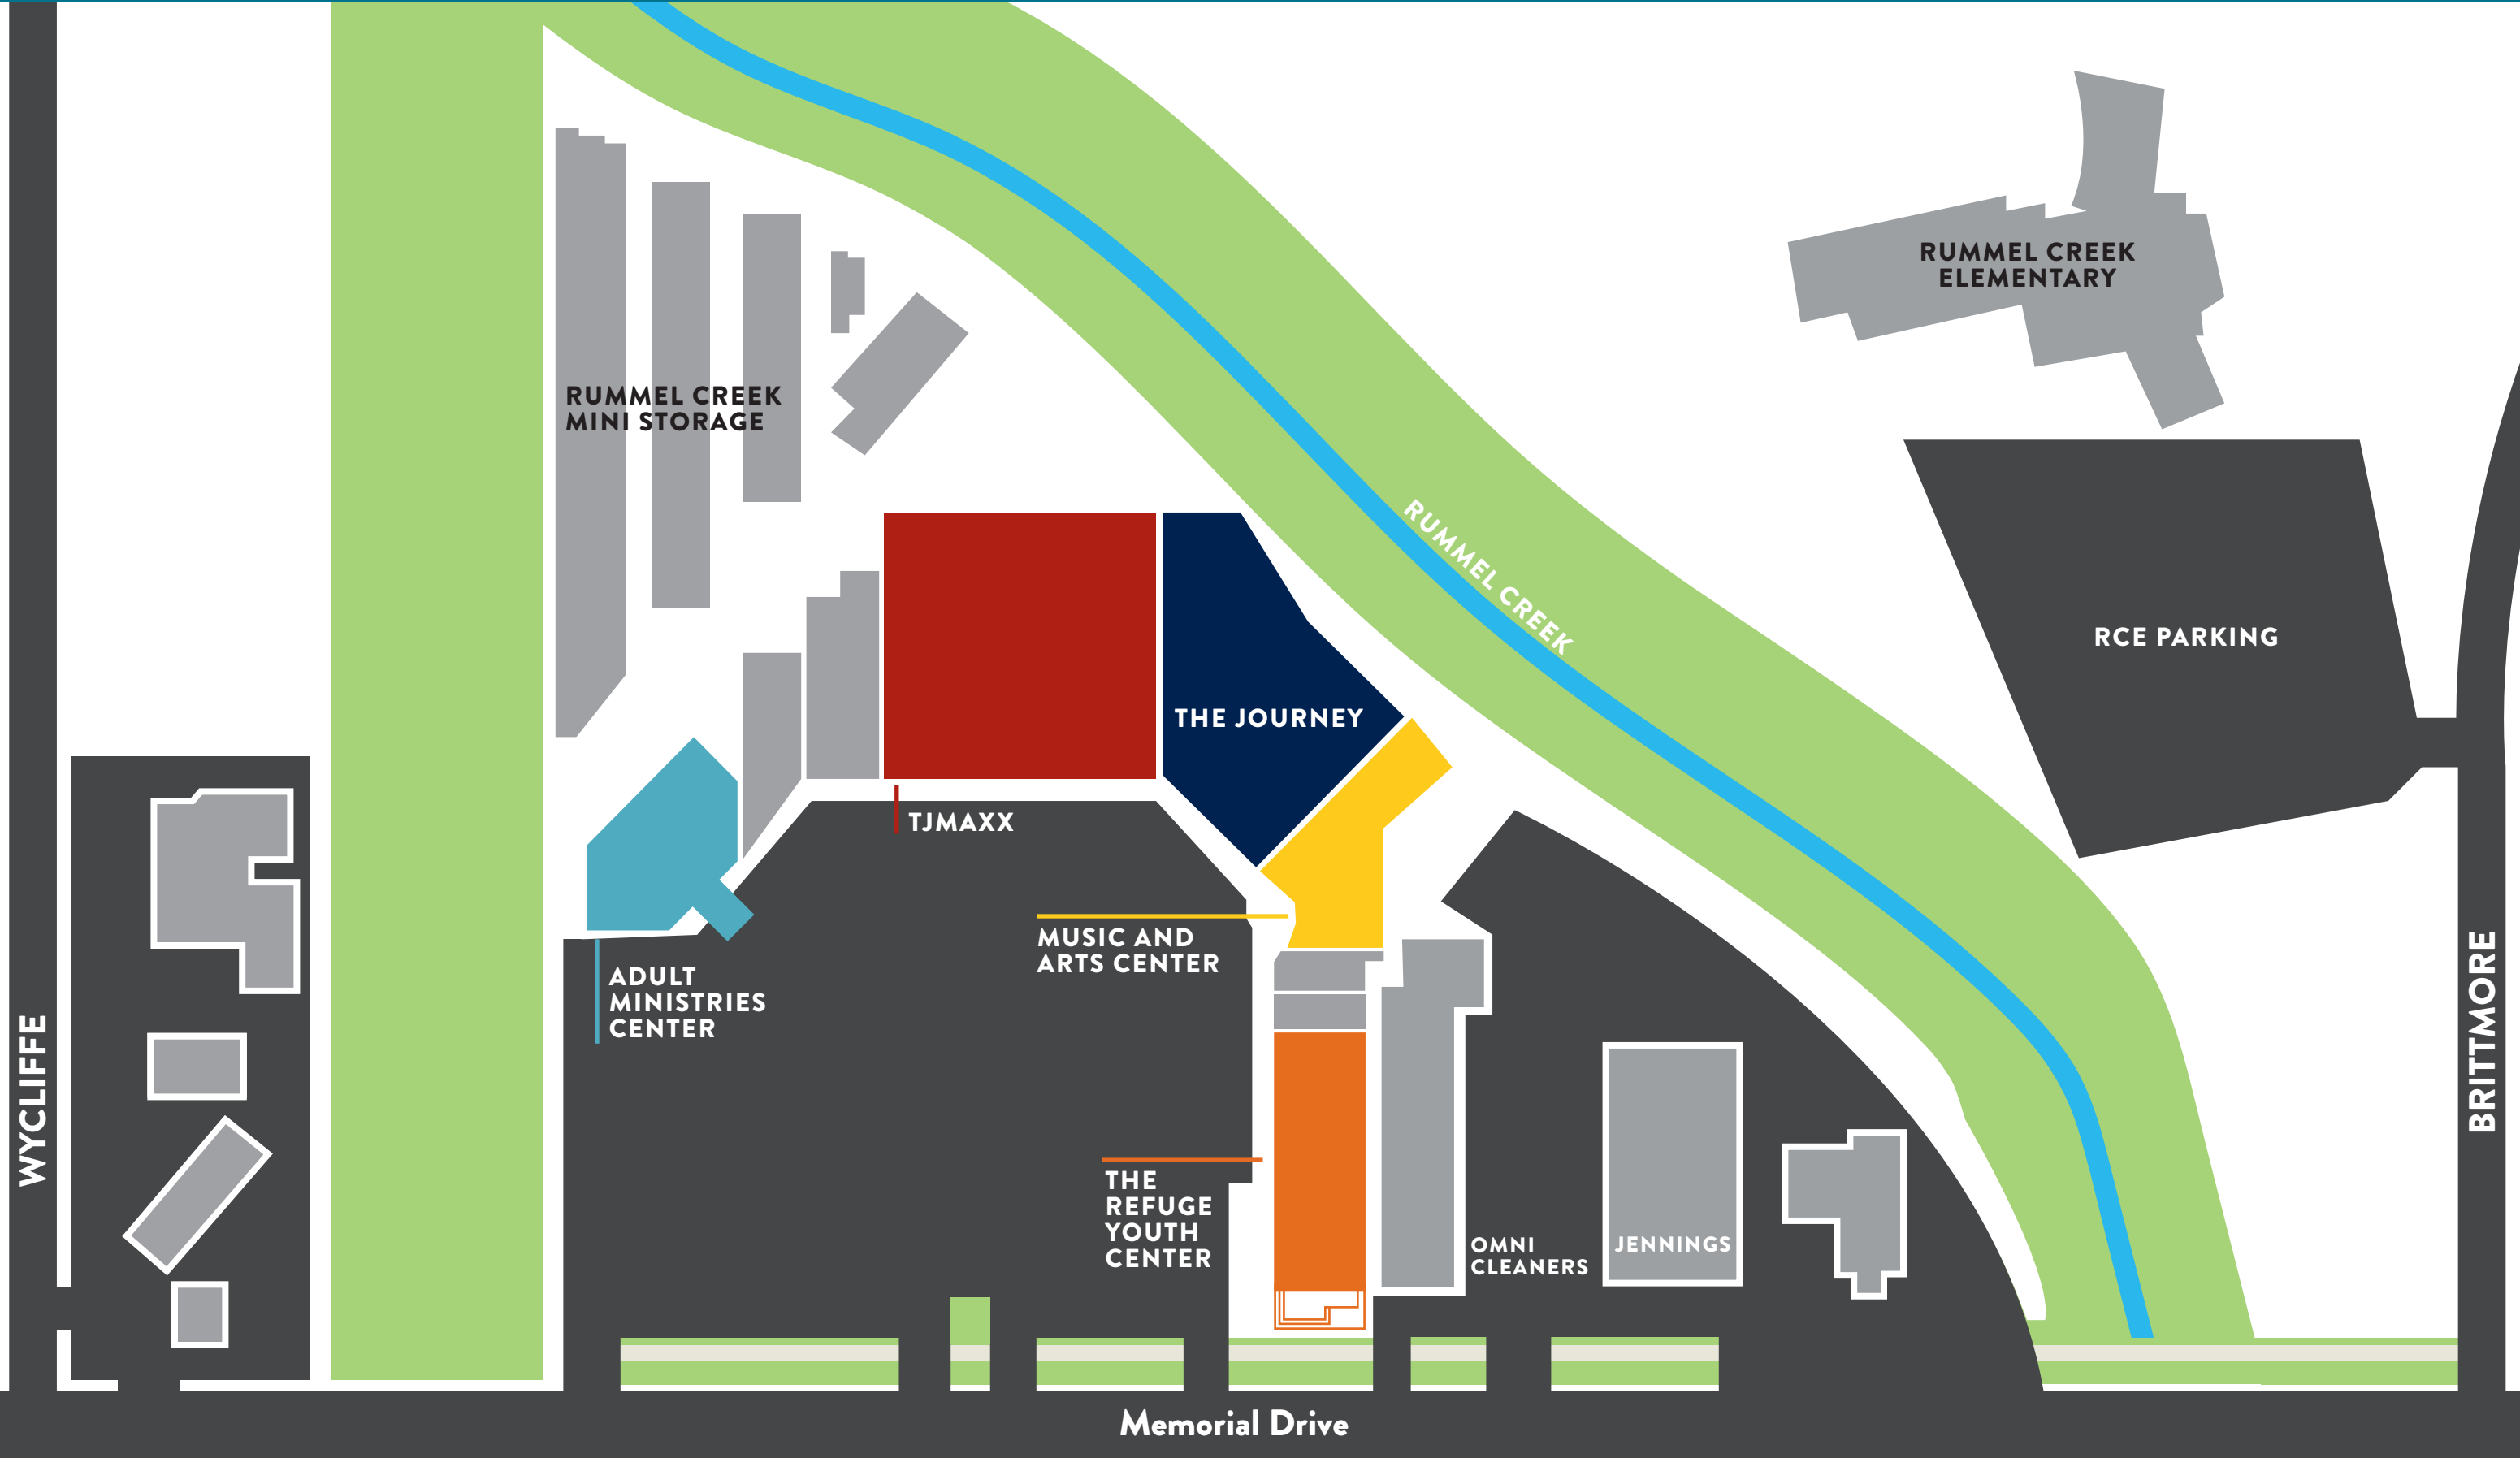 RUMMEL CREEK
ELEMENTARY
RUMMEL CREEK
MINI STORAGE
RUMMEL CREEK
RCE PARKING
THE JOURNEY
TJMAXX
MUSIC AND
ARTS CENTER
ADULT
MINISTRIES
CENTER
WYCLIFFE
BRITTMORE
THE
REFUGE
YOUTH
CENTER
OMNI
CLEANERS
JENNINGS
Memorial Drive